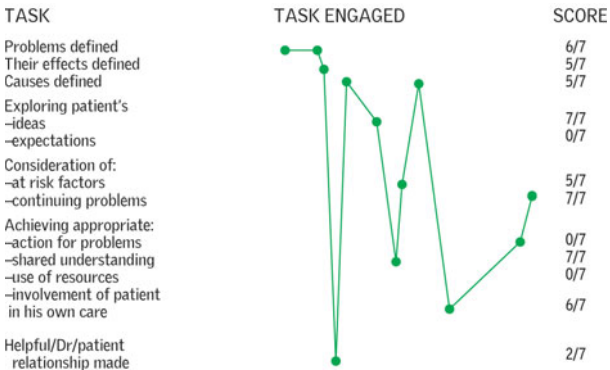 TASK TASK ENGAGED SCORE
Problems defined 6/7
Their effects defined 5/7
Causes defined 5/7
Exploring patient's
–ideas 7/7
–expectations 0/7
Consideration of:
–at risk factors 5/7
–continuing problems 7/7
Achieving appropriate:
–action for problems 0/7
–shared understanding 7/7
–use of resources 0/7
–involvement of patient
in his own care 6/7
Helpful/Dr/patient
relationship made 2/7